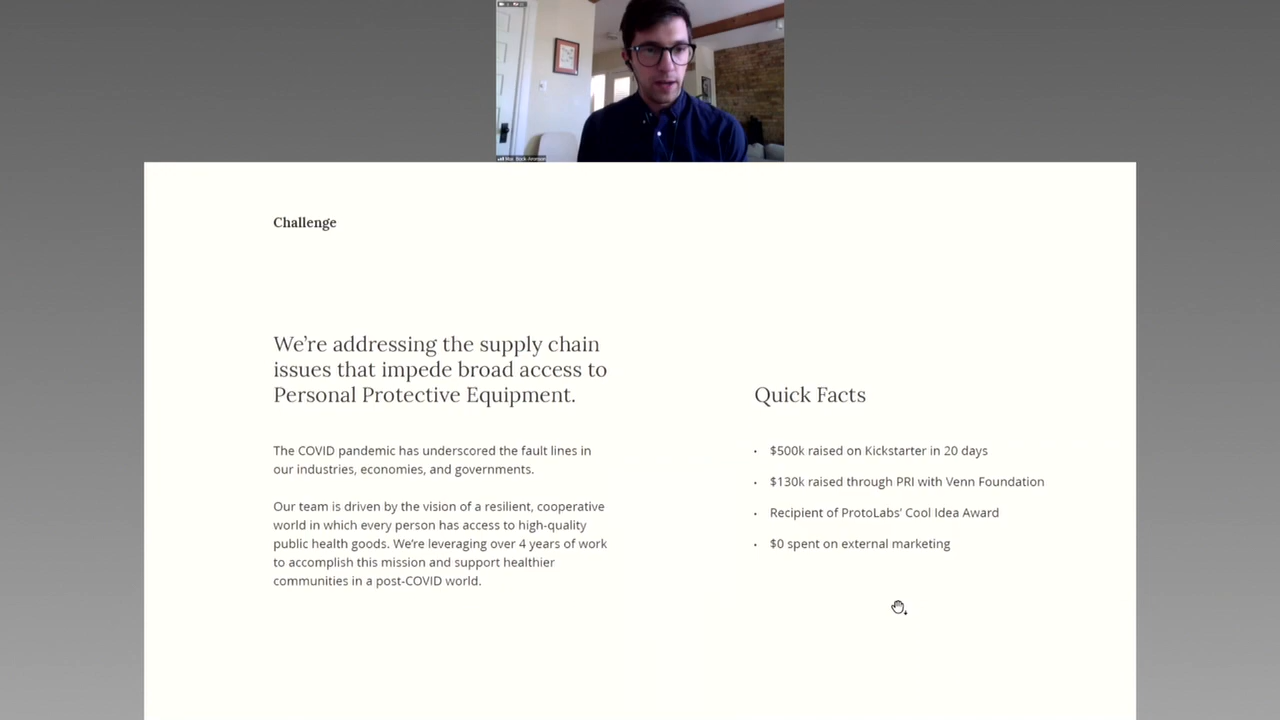 Challenge
We're addressing the supply chain
issues that impede broad access to
Personal Protective Equipment.
The COVID pandemic has underscored the fault lines in
our industries, economies, and governments.
Our team is driven by the vision of a resilient, cooperative
world in which every person has access to high-quality
public health goods. We're leveraging over 4 years of work
to accomplish this mission and support healthier
communities in a post-COVID world.
Quick Facts
• $500k raised on Kickstarter in 20 days
• $130k raised through PRI with Venn Foundation
• Recipient of ProtoLabs' Cool Idea Award
• $0 spent on external marketing